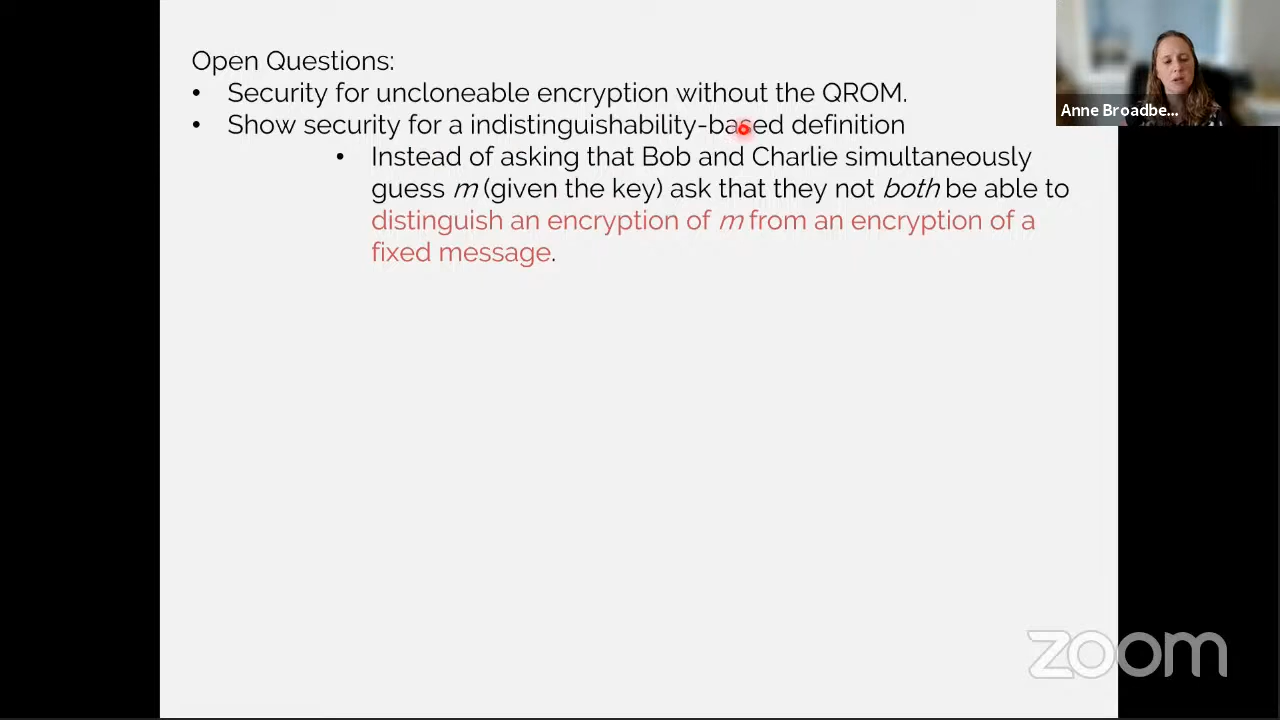 Open Questions:
• Security for uncloneable encryption without the QROM.
• Show security for a indistinguishability-based definition
• Instead of asking that Bob and Charlie simultaneously
guess m (given the key) ask that they not both be able to
distinguish an encryption of m from an encryption of a
fixed message.
Anne Broadbe...
zoom